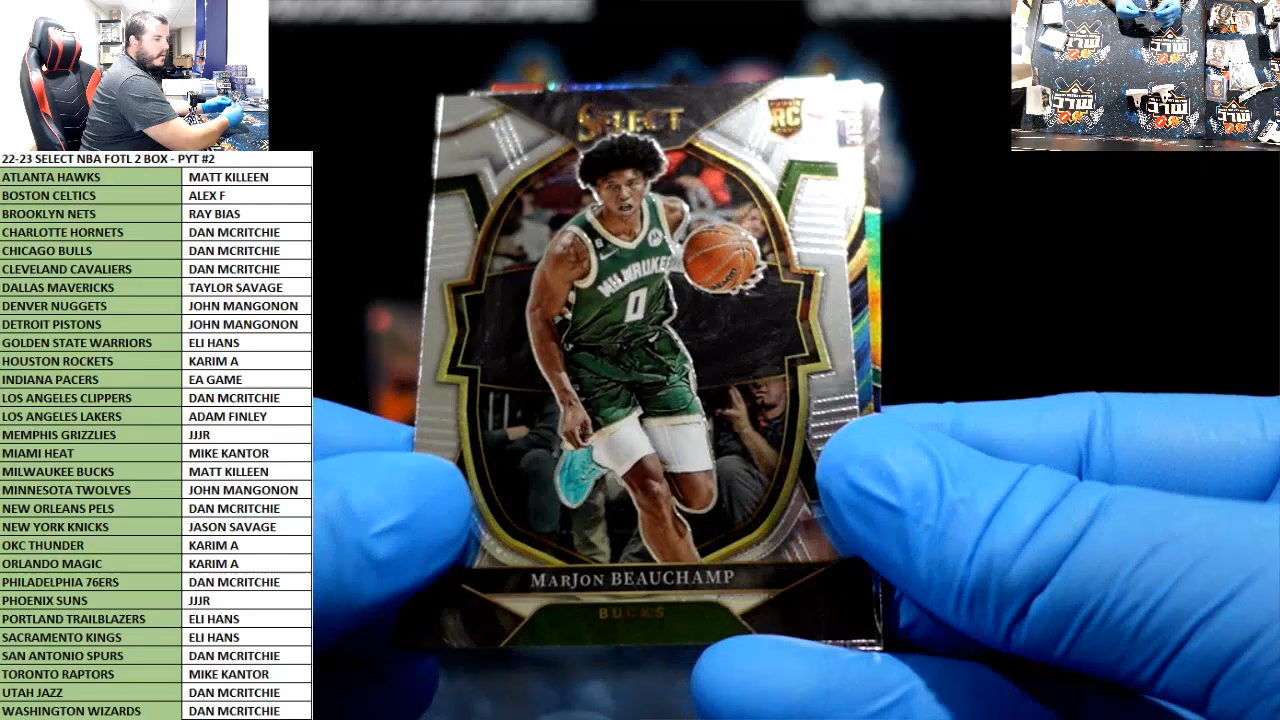 22-23 SELECT NBA FOTL 2 BOX - PYT #2
ATLANTA HAWKS MATT KILLEEN
BOSTON CELTICS ALEX F
BROOKLYN NETS RAY BIAS
CHARLOTTE HORNETS DAN MCRITCHIE
CHICAGO BULLS DAN MCRITCHIE
CLEVELAND CAVALIERS DAN MCRITCHIE
DALLAS MAVERICKS TAYLOR SAVAGE
DENVER NUGGETS JOHN MANGONON
DETROIT PISTONS JOHN MANGONON
GOLDEN STATE WARRIORS ELI HANS
HOUSTON ROCKETS KARIM A
INDIANA PACERS EA GAME
LOS ANGELES CLIPPERS DAN MCRITCHIE
LOS ANGELES LAKERS ADAM FINLEY
MEMPHIS GRIZZLIES JJJR
MIAMI HEAT MIKE KANTOR
MILWAUKEE BUCKS MATT KILLEEN
MINNESOTA TWOLVES JOHN MANGONON
NEW ORLEANS PELS DAN MCRITCHIE
NEW YORK KNICKS JASON SAVAGE
OKC THUNDER KARIM A
ORLANDO MAGIC KARIM A
PHILADELPHIA 76ERS DAN MCRITCHIE
PHOENIX SUNS JJJR
PORTLAND TRAILBLAZERS ELI HANS
SACRAMENTO KINGS ELI HANS
SAN ANTONIO SPURS DAN MCRITCHIE
TORONTO RAPTORS MIKE KANTOR
UTAH JAZZ DAN MCRITCHIE
WASHINGTON WIZARDS DAN MCRITCHIE
SELECT
RC
MILWAUKEE
0
MARJON BEAUCHAMP
BUCKS